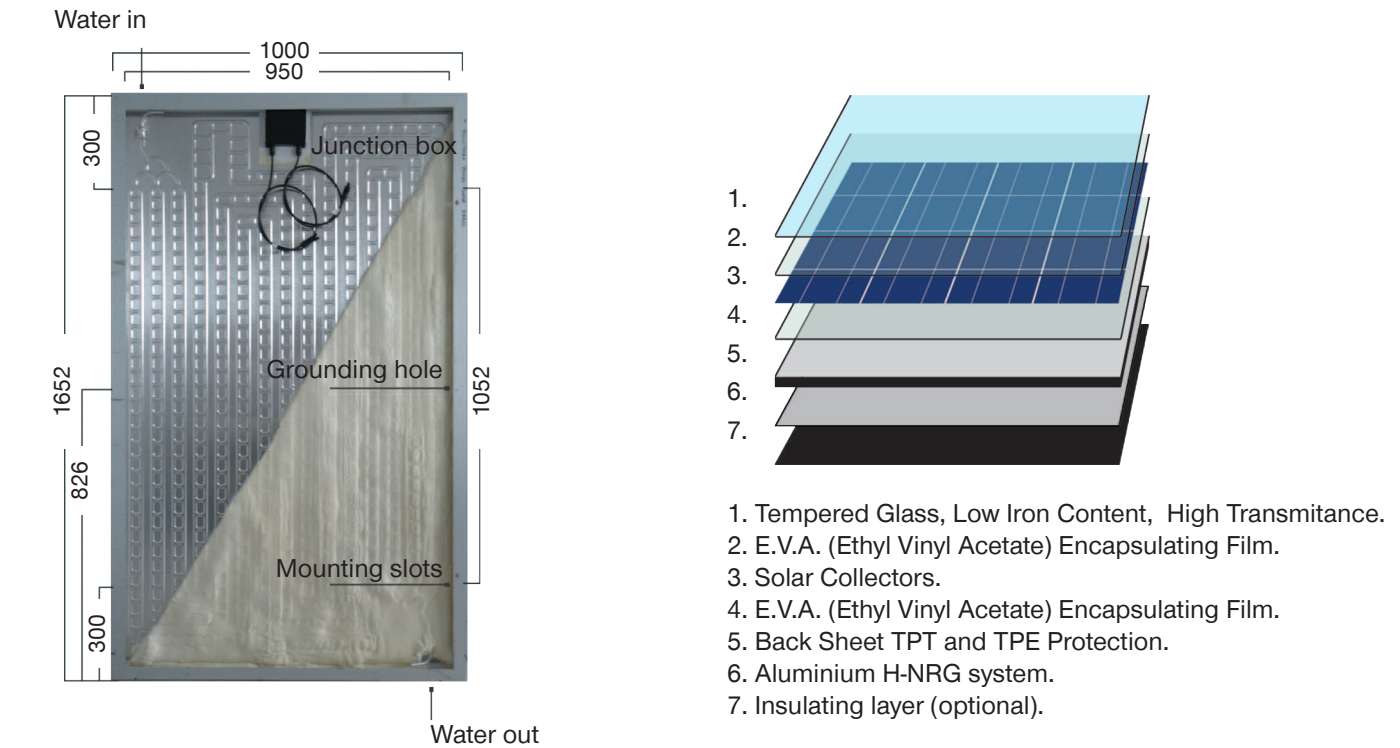 Water in
1000
950
300
Junction box
1652
Grounding hole
1052
826
Mounting slots
300
Water out
1.
2.
3.
4.
5.
6.
7.
1. Tempered Glass, Low Iron Content, High Transmitance.
2. E.V.A. (Ethyl Vinyl Acetate) Encapsulating Film.
3. Solar Collectors.
4. E.V.A. (Ethyl Vinyl Acetate) Encapsulating Film.
5. Back Sheet TPT and TPE Protection.
6. Aluminium H-NRG system.
7. Insulating layer (optional).